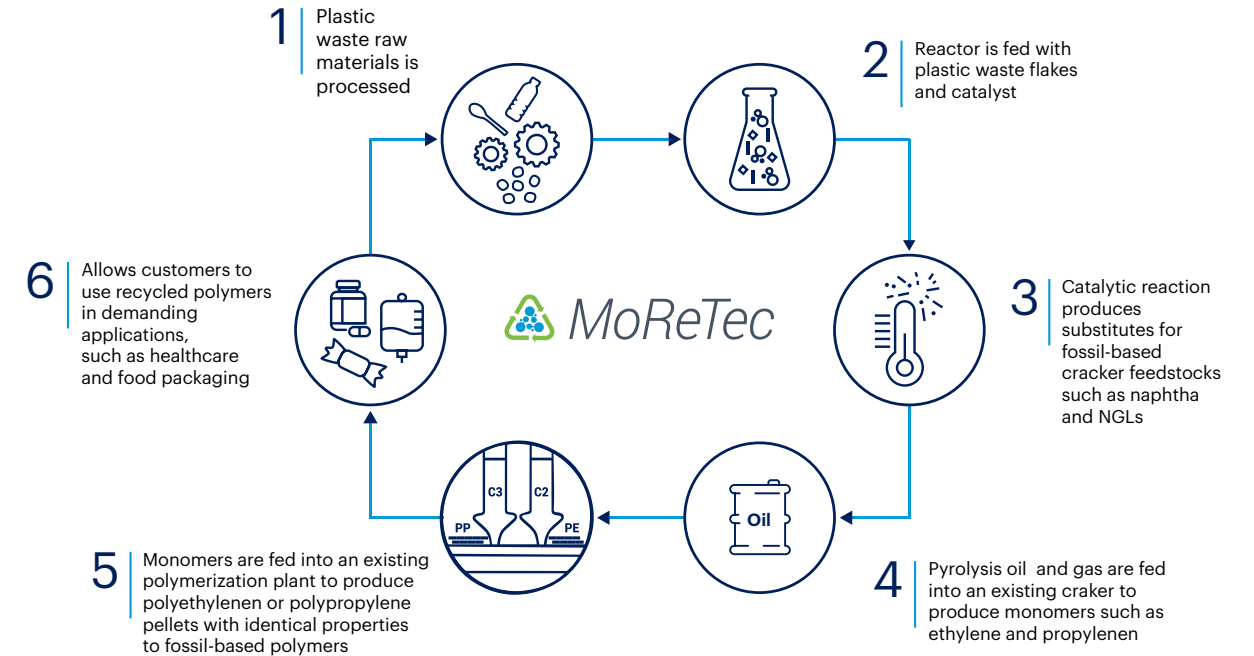 1
Plastic
waste raw
materials is
processed
2
Reactor is fed with
plastic waste flakes
and catalyst
3
Catalytic reaction
produces
substitutes for
fossil-based
cracker feedstocks
such as naphtha
and NGLs
4
Pyrolysis oil  and gas are fed
into an existing craker to
produce monomers such as
ethylene and propylenen
Oil
5
Monomers are fed into an existing
polymerization plant to produce
polyethylenen or polypropylene
pellets with identical properties
to fossil-based polymers
C3 C2
PP PE
6
Allows customers to
use recycled polymers
in demanding
applications,
such as healthcare
and food packaging
MoReTec